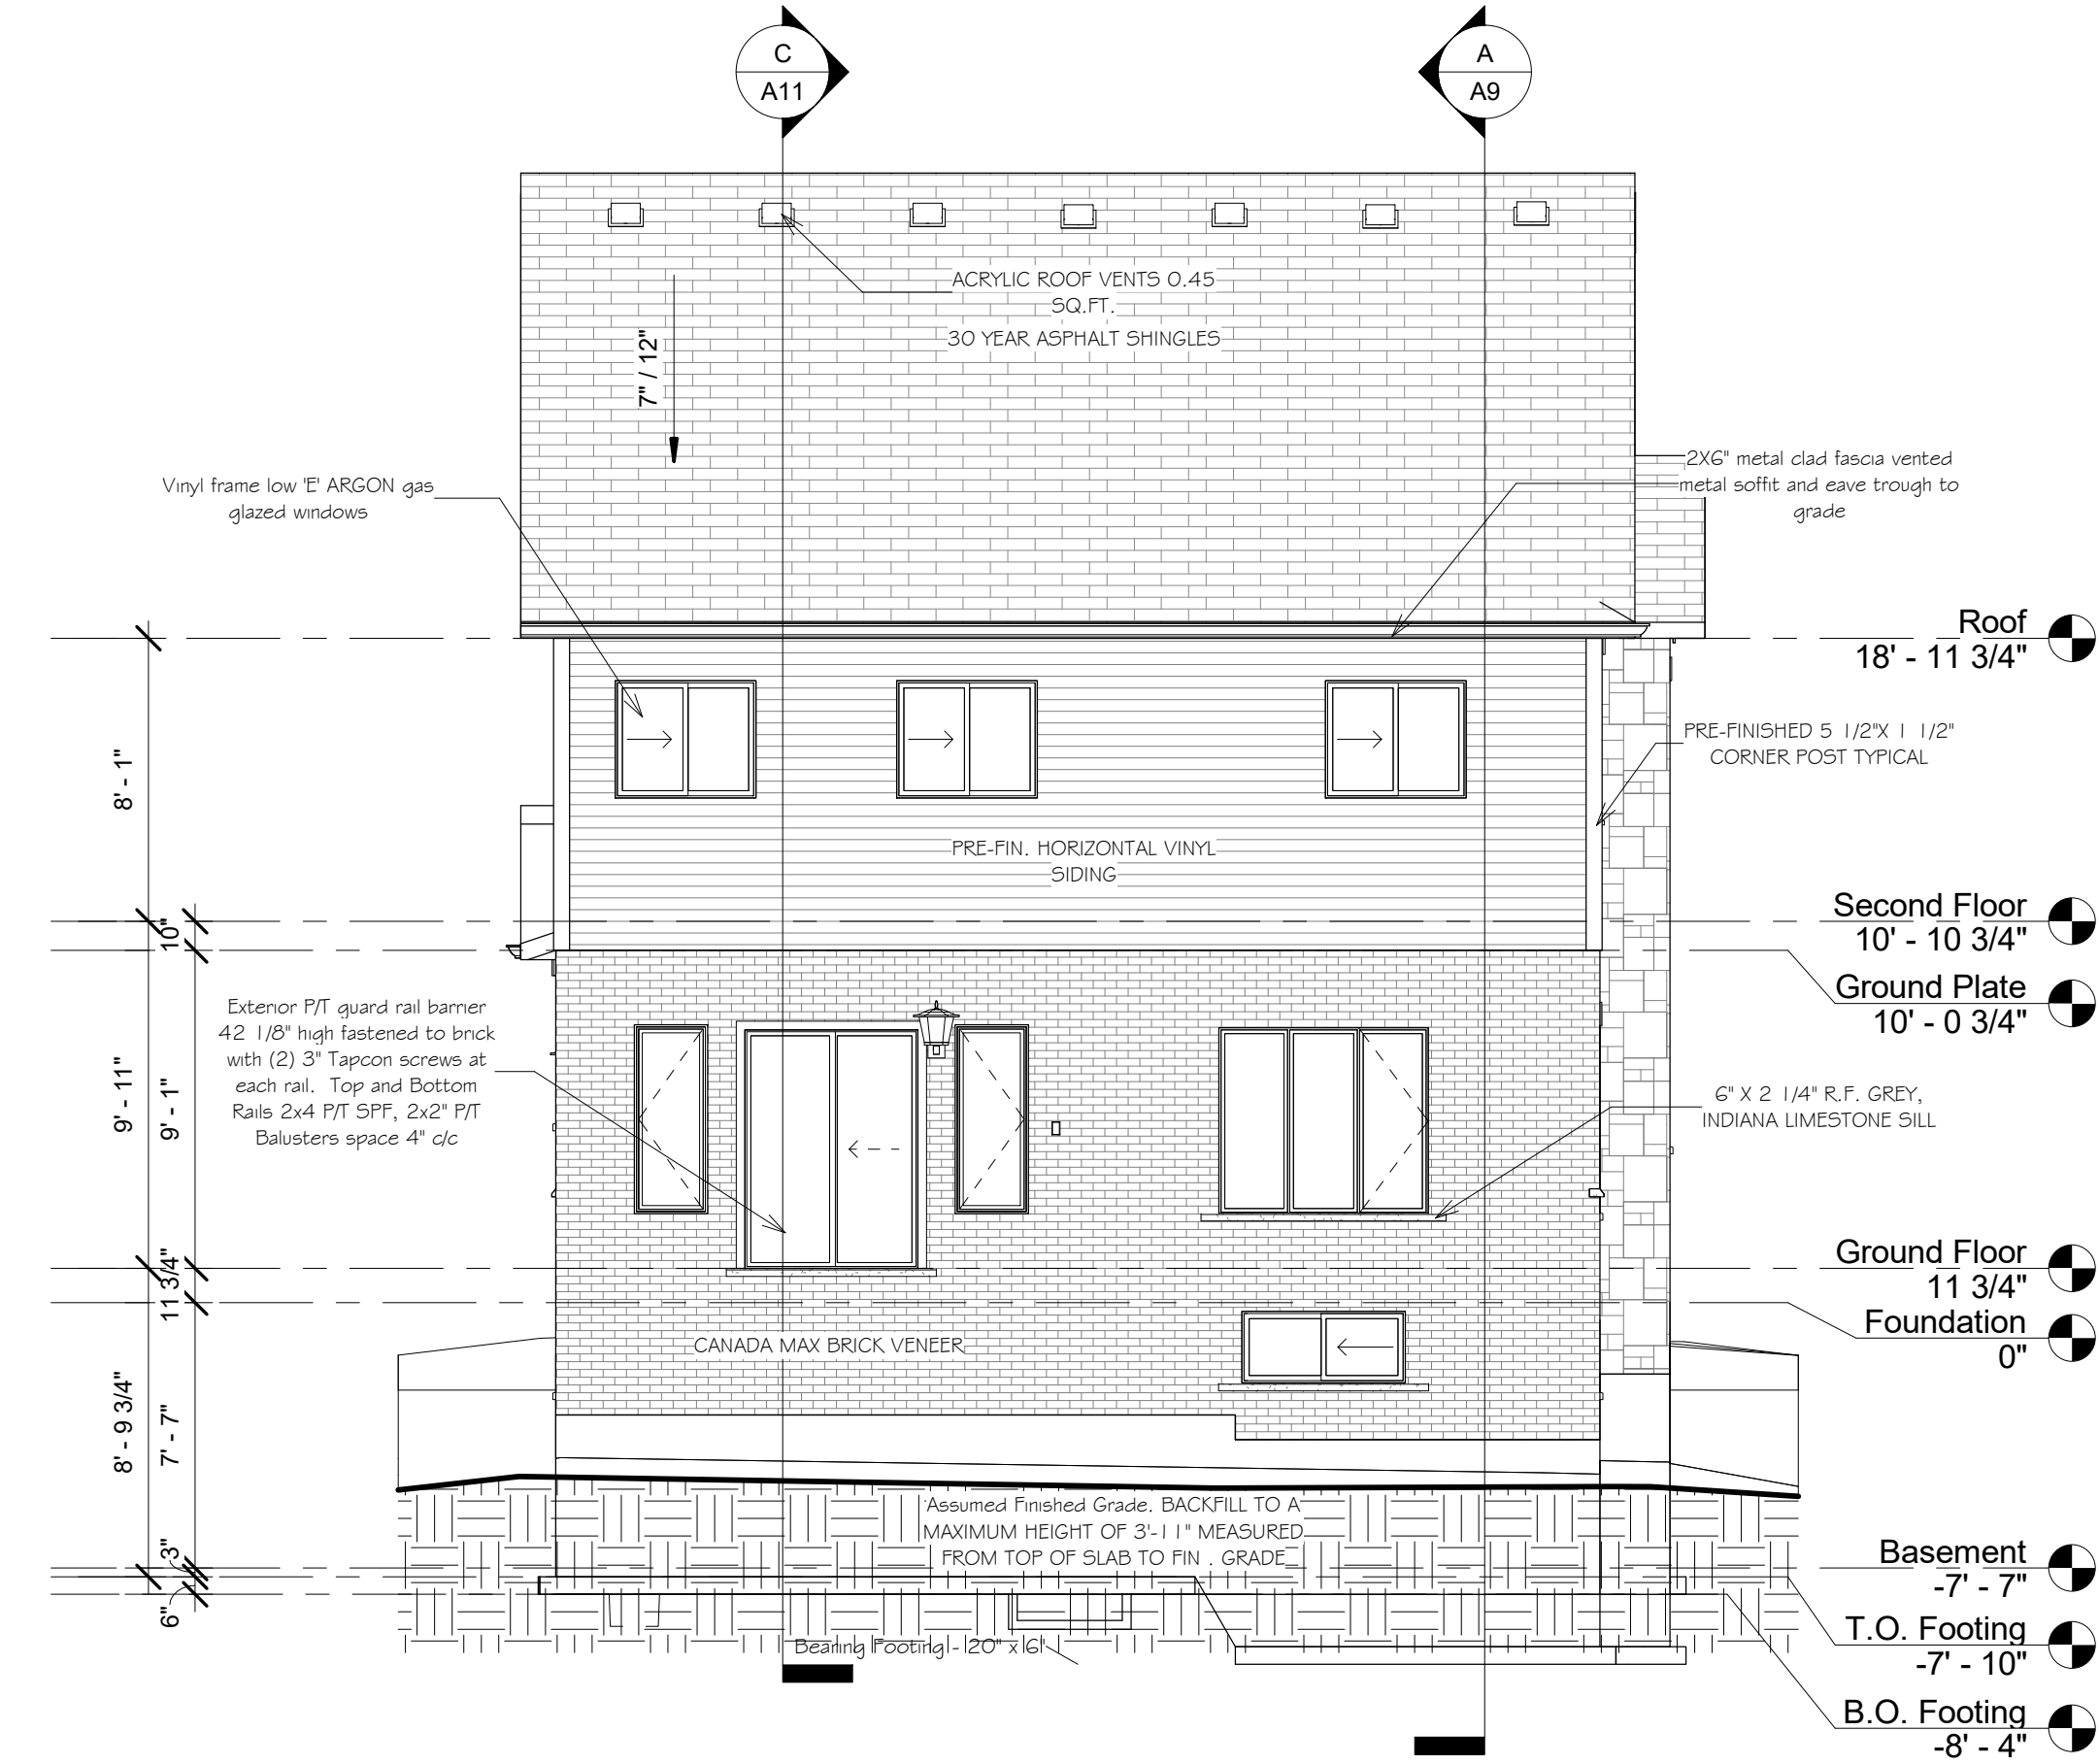 C
A11
A
A9
ACRYLIC ROOF VENTS 0.45
SQ.FT.
30 YEAR ASPHALT SHINGLES
7" / 12"
Vinyl frame low 'E' ARGON gas
glazed windows
2X6" metal clad fascia vented
metal soffit and eave trough to
grade
Roof
18' - 11 3/4"
PRE-FINISHED 5 1/2"X 1 1/2"
CORNER POST TYPICAL
8' - 1"
PRE-FIN. HORIZONTAL VINYL
SIDING
Second Floor
10' - 10 3/4"
10"
Ground Plate
10' - 0 3/4"
Exterior P/T guard rail barrier
42 1/8" high fastened to brick
with (2) 3" Tapcon screws at
each rail. Top and Bottom
Rails 2x4 P/T SPF, 2x2" P/T
Balusters space 4" c/c
9' - 11"
9' - 1"
6" X 2 1/4" R.F. GREY,
INDIANA LIMESTONE SILL
Ground Floor
11 3/4"
11 3/4"
Foundation
0"
CANADA MAX BRICK VENEER
8' - 9 3/4"
7' - 7"
Assumed Finished Grade. BACKFILL TO A
MAXIMUM HEIGHT OF 3'-11" MEASURED
FROM TOP OF SLAB TO FIN . GRADE
3"
6"
Basement
-7' - 7"
Bearing Footing - 20" x 6"
T.O. Footing
-7' - 10"
B.O. Footing
-8' - 4"